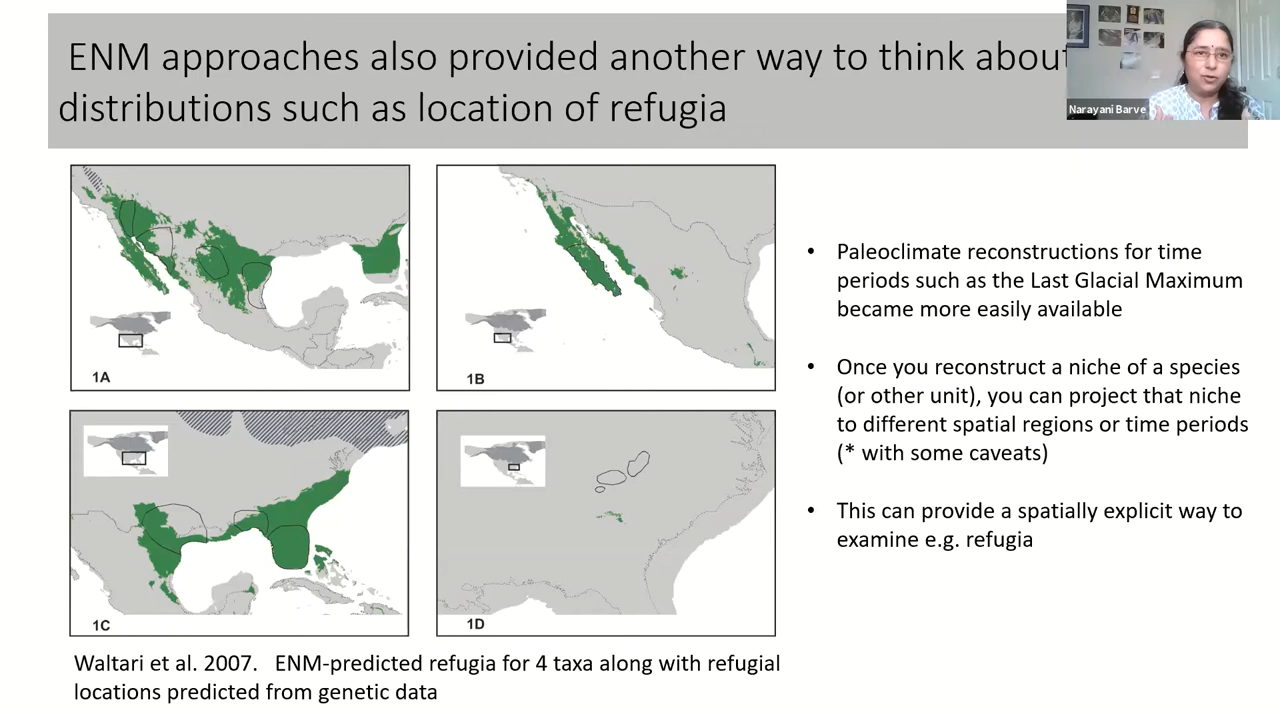 ENM approaches also provided another way to think about
distributions such as location of refugia
Narayani Barve
1A
1B
1C
1D
• Paleoclimate reconstructions for time
periods such as the Last Glacial Maximum
became more easily available
• Once you reconstruct a niche of a species
(or other unit), you can project that niche
to different spatial regions or time periods
(* with some caveats)
• This can provide a spatially explicit way to
examine e.g. refugia
Waltari et al. 2007. ENM-predicted refugia for 4 taxa along with refugial
locations predicted from genetic data